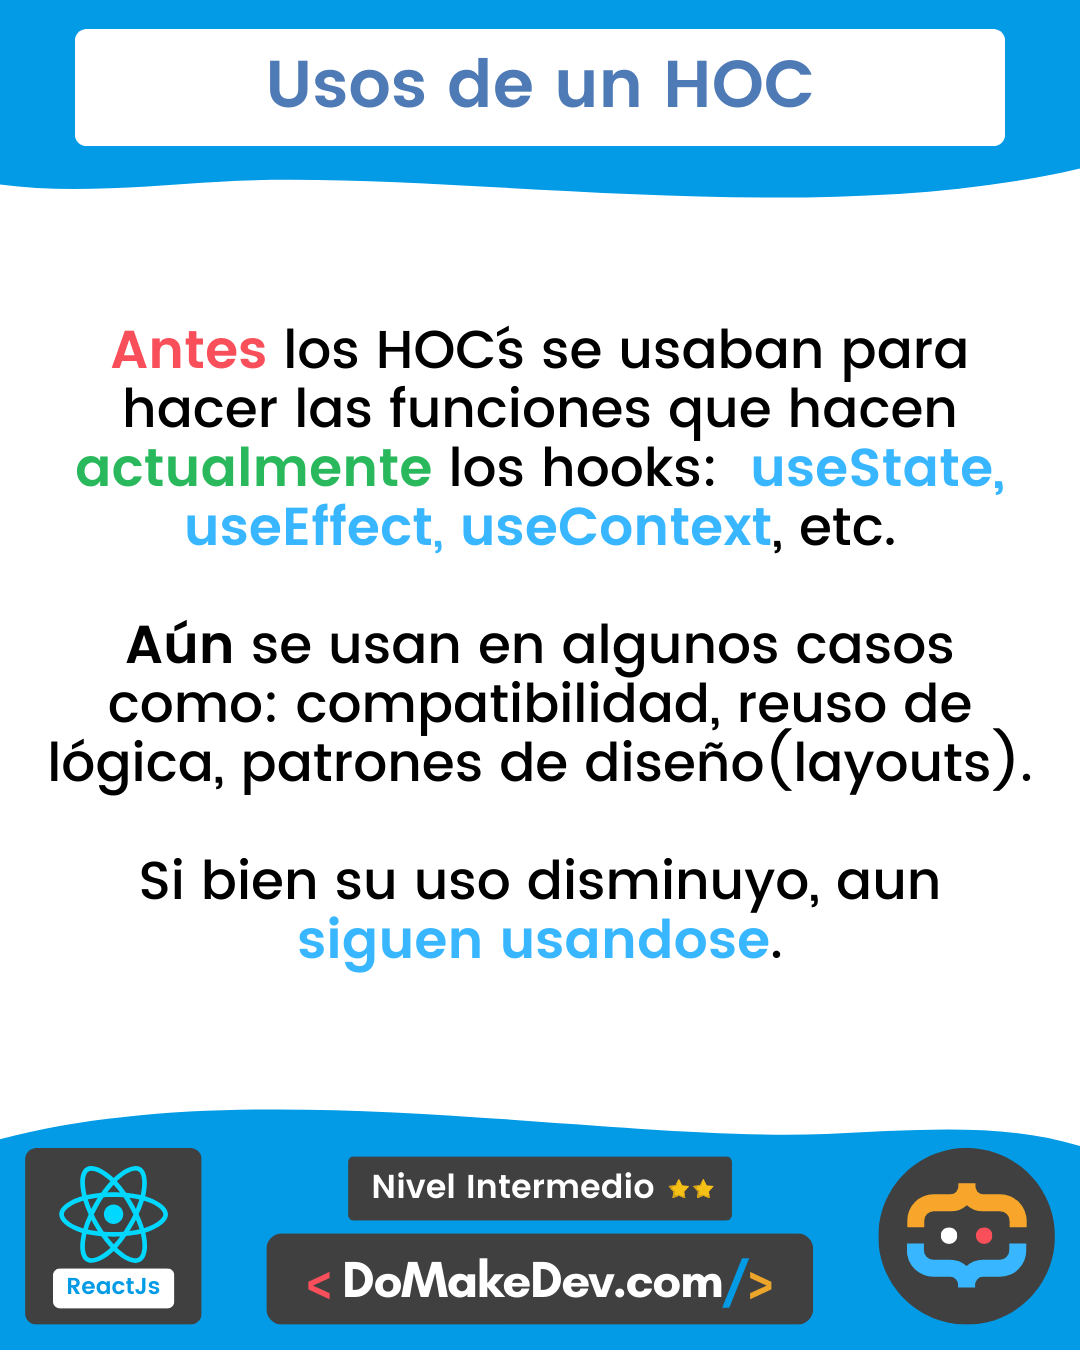 Usos de un HOC
Antes los HOC´s se usaban para
hacer las funciones que hacen
actualmente los hooks:  useState,
useEffect, useContext, etc.
Aún se usan en algunos casos
como: compatibilidad, reuso de
lógica, patrones de diseño(layouts).
Si bien su uso disminuyo, aun
siguen usandose.
Nivel Intermedio
ReactJs
< DoMakeDev.com/>